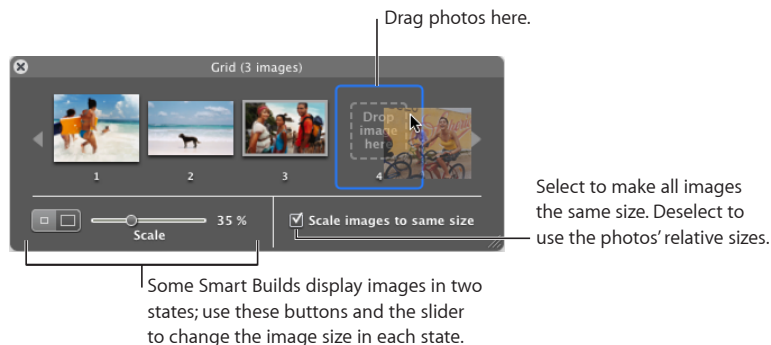 Drag photos here.
Grid (3 images)
Drop
image
here
1
2
3
4
35 %
Scale
Scale images to same size
Select to make all images
the same size. Deselect to
use the photos’ relative sizes.
Some Smart Builds display images in two
states; use these buttons and the slider
to change the image size in each state.